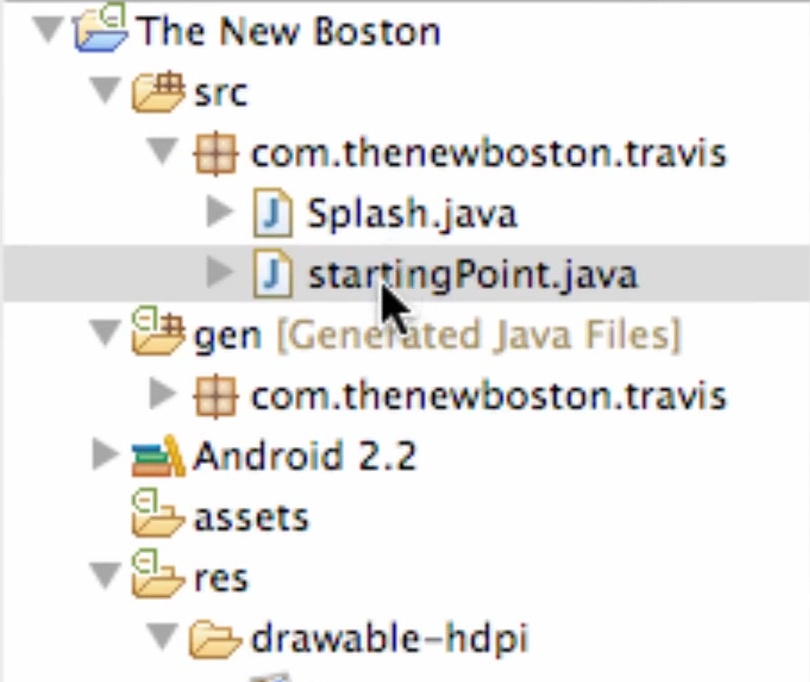 The New Boston
src
com.thenewboston.travis
Splash.java
startingPoint.java
gen [Generated Java Files]
com.thenewboston.travis
Android 2.2
assets
res
drawable-hdpi